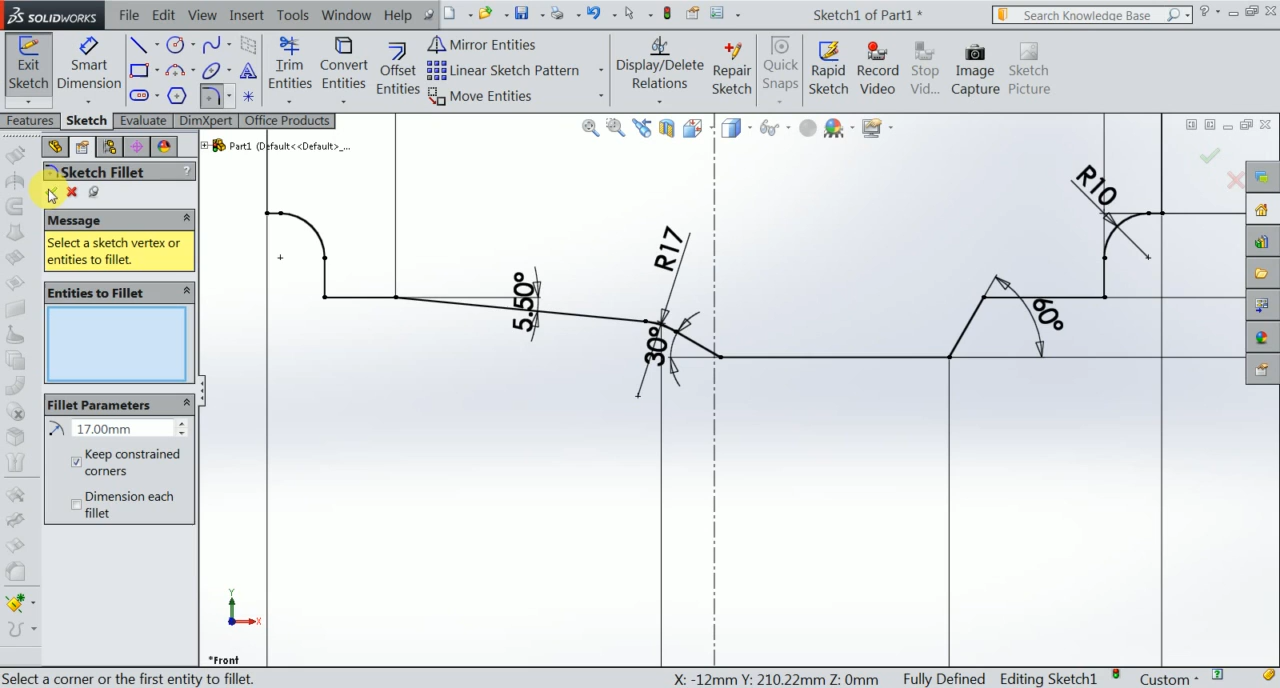 SOLIDWORKS
File Edit View Insert Tools Window Help
Sketch1 of Part1 *
Search Knowledge Base
Exit Sketch
Smart Dimension
Trim Entities
Convert Entities
Offset Entities
Mirror Entities
Linear Sketch Pattern
Move Entities
Display/Delete Relations
Repair Sketch
Quick Snaps
Rapid Sketch
Record Video
Stop Vid...
Image Capture
Sketch Picture
Features Sketch Evaluate DimXpert Office Products
Part1 (Default<<Default>_...
Sketch Fillet ?
Message
Select a sketch vertex or
entities to fillet.
Entities to Fillet
Fillet Parameters
17.00mm
Keep constrained
corners
Dimension each
fillet
R10
R17
5.50°
30°
60°
Y
X
*Front
Select a corner or the first entity to fillet.
X: -12mm Y: 210.22mm Z: 0mm Fully Defined Editing Sketch1 Custom